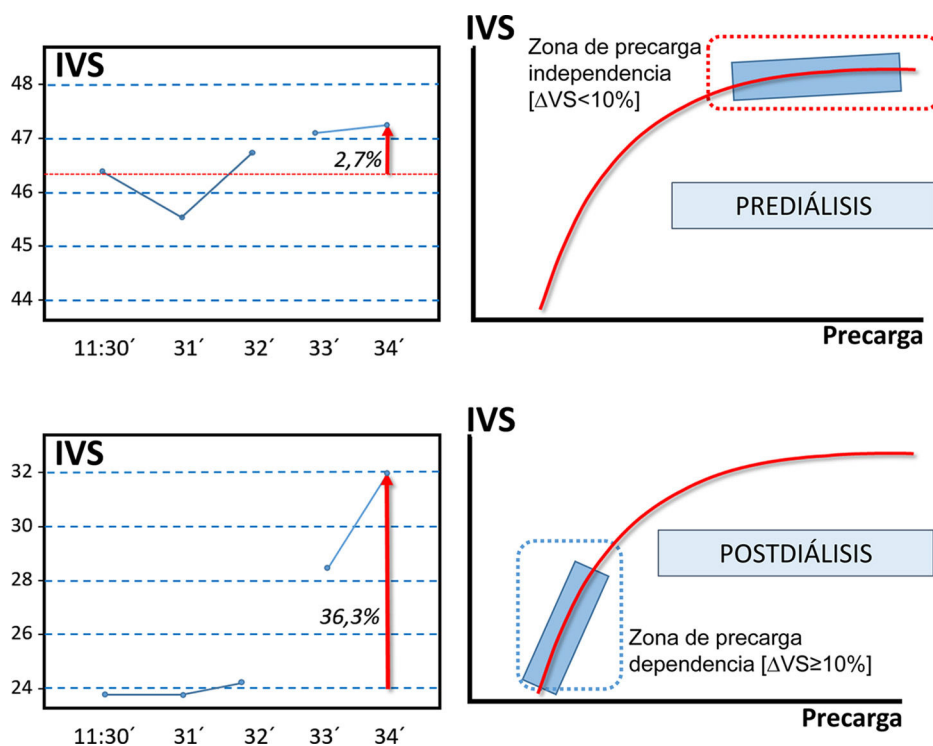 IVS
48
47
46
45
44
2,7%
11:30´ 31´ 32´ 33´ 34´
IVS
Zona de precarga
independencia
[ΔVS<10%]
PREDIÁLISIS
Precarga
IVS
32
30
28
26
24
36,3%
11:30´ 31´ 32´ 33´ 34´
IVS
POSTDIÁLISIS
Zona de precarga
dependencia [ΔVS≥10%]
Precarga